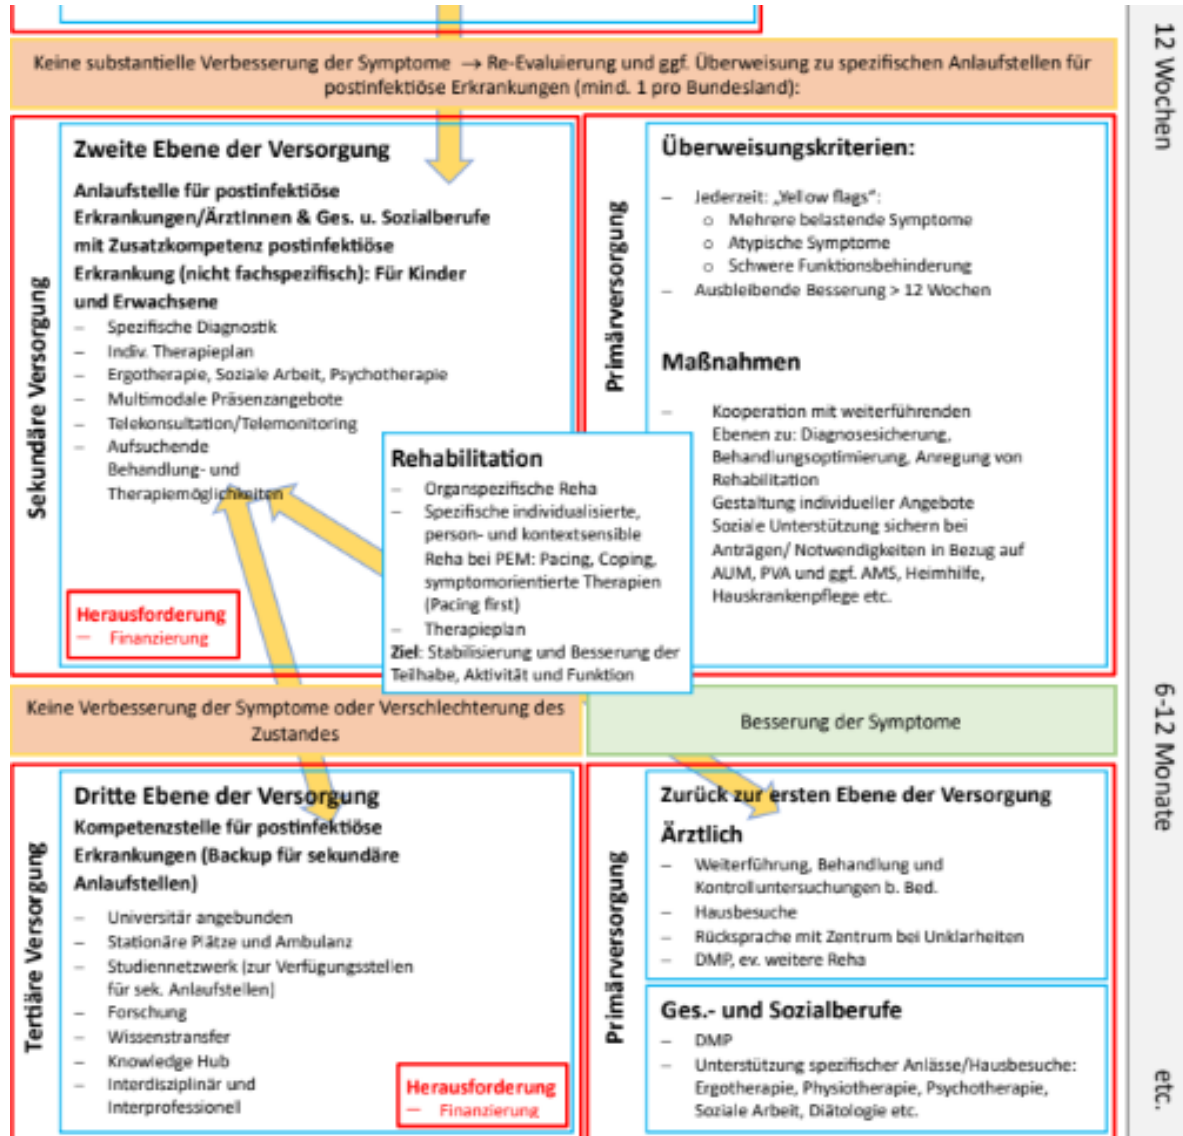 Keine substantielle Verbesserung der Symptome → Re-Evaluierung und ggf. Überweisung zu spezifischen Anlaufstellen für
postinfektiöse Erkrankungen (mind. 1 pro Bundesland):
12 Wochen
Sekundäre Versorgung
Zweite Ebene der Versorgung
Anlaufstelle für postinfektiöse
Erkrankungen/ÄrztInnen & Ges. u. Sozialberufe
mit Zusatzkompetenz postinfektiöse
Erkrankung (nicht fachspezifisch): Für Kinder
und Erwachsene
– Spezifische Diagnostik
– Indiv. Therapieplan
– Ergotherapie, Soziale Arbeit, Psychotherapie
– Multimodale Präsenzangebote
– Telekonsultation/Telemonitoring
– Aufsuchende
Behandlung- und
Therapiemöglichkeiten
Herausforderung
– Finanzierung
Rehabilitation
– Organspezifische Reha
– Spezifische individualisierte,
person- und kontextsensible
Reha bei PEM: Pacing, Coping,
symptomorientierte Therapien
(Pacing first)
– Therapieplan
Ziel: Stabilisierung und Besserung der
Teilhabe, Aktivität und Funktion
Primärversorgung
Überweisungskriterien:
– Jederzeit: „Yellow flags“:
o Mehrere belastende Symptome
o Atypische Symptome
o Schwere Funktionsbehinderung
– Ausbleibende Besserung > 12 Wochen
Maßnahmen
– Kooperation mit weiterführenden
Ebenen zu: Diagnosesicherung,
Behandlungsoptimierung, Anregung von
Rehabilitation
Gestaltung individueller Angebote
Soziale Unterstützung sichern bei
Anträgen/ Notwendigkeiten in Bezug auf
AUM, PVA und ggf. AMS, Heimhilfe,
Hauskrankenpflege etc.
Keine Verbesserung der Symptome oder Verschlechterung des
Zustandes
Besserung der Symptome
6-12 Monate
Tertiäre Versorgung
Dritte Ebene der Versorgung
Kompetenzstelle für postinfektiöse
Erkrankungen (Backup für sekundäre
Anlaufstellen)
– Universitär angebunden
– Stationäre Plätze und Ambulanz
– Studiennetzwerk (zur Verfügungsstellen
für sek. Anlaufstellen)
– Forschung
– Wissenstransfer
– Knowledge Hub
– Interdisziplinär und
Interprofessionell
Herausforderung
– Finanzierung
Primärversorgung
Zurück zur ersten Ebene der Versorgung
Ärztlich
– Weiterführung, Behandlung und
Kontrolluntersuchungen b. Bed.
– Hausbesuche
– Rücksprache mit Zentrum bei Unklarheiten
– DMP, ev. weitere Reha
Ges.- und Sozialberufe
– DMP
– Unterstützung spezifischer Anlässe/Hausbesuche:
Ergotherapie, Physiotherapie, Psychotherapie,
Soziale Arbeit, Diätologie etc.
etc.